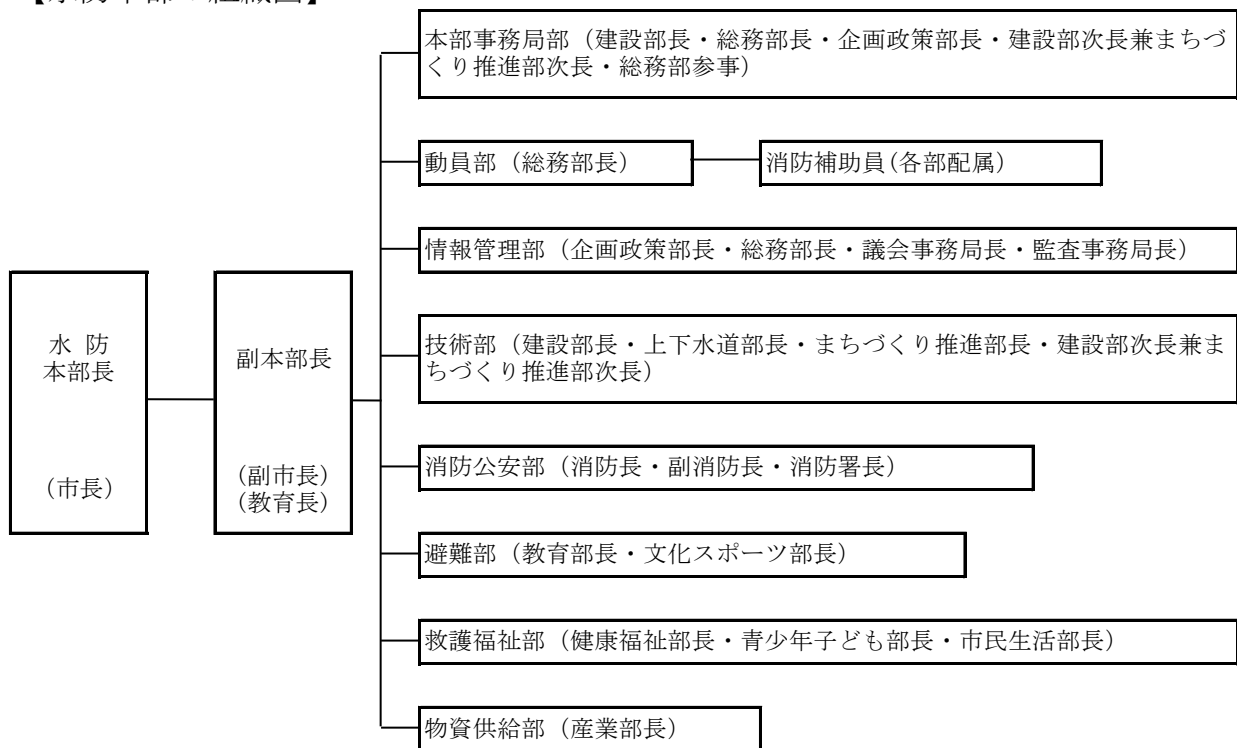 本部事務局部（建設部長・総務部長・企画政策部長・建設部次長兼まちづ
くり推進部次長・総務部参事）
動員部（総務部長）
消防補助員（各部配属）
情報管理部（企画政策部長・総務部長・議会事務局長・監査事務局長）
水 防
本部長
（市長）
副本部長
（副市長）
（教育長）
技術部（建設部長・上下水道部長・まちづくり推進部長・建設部次長兼ま
ちづくり推進部次長）
消防公安部（消防長・副消防長・消防署長）
避難部（教育部長・文化スポーツ部長）
救護福祉部（健康福祉部長・青少年子ども部長・市民生活部長）
物資供給部（産業部長）